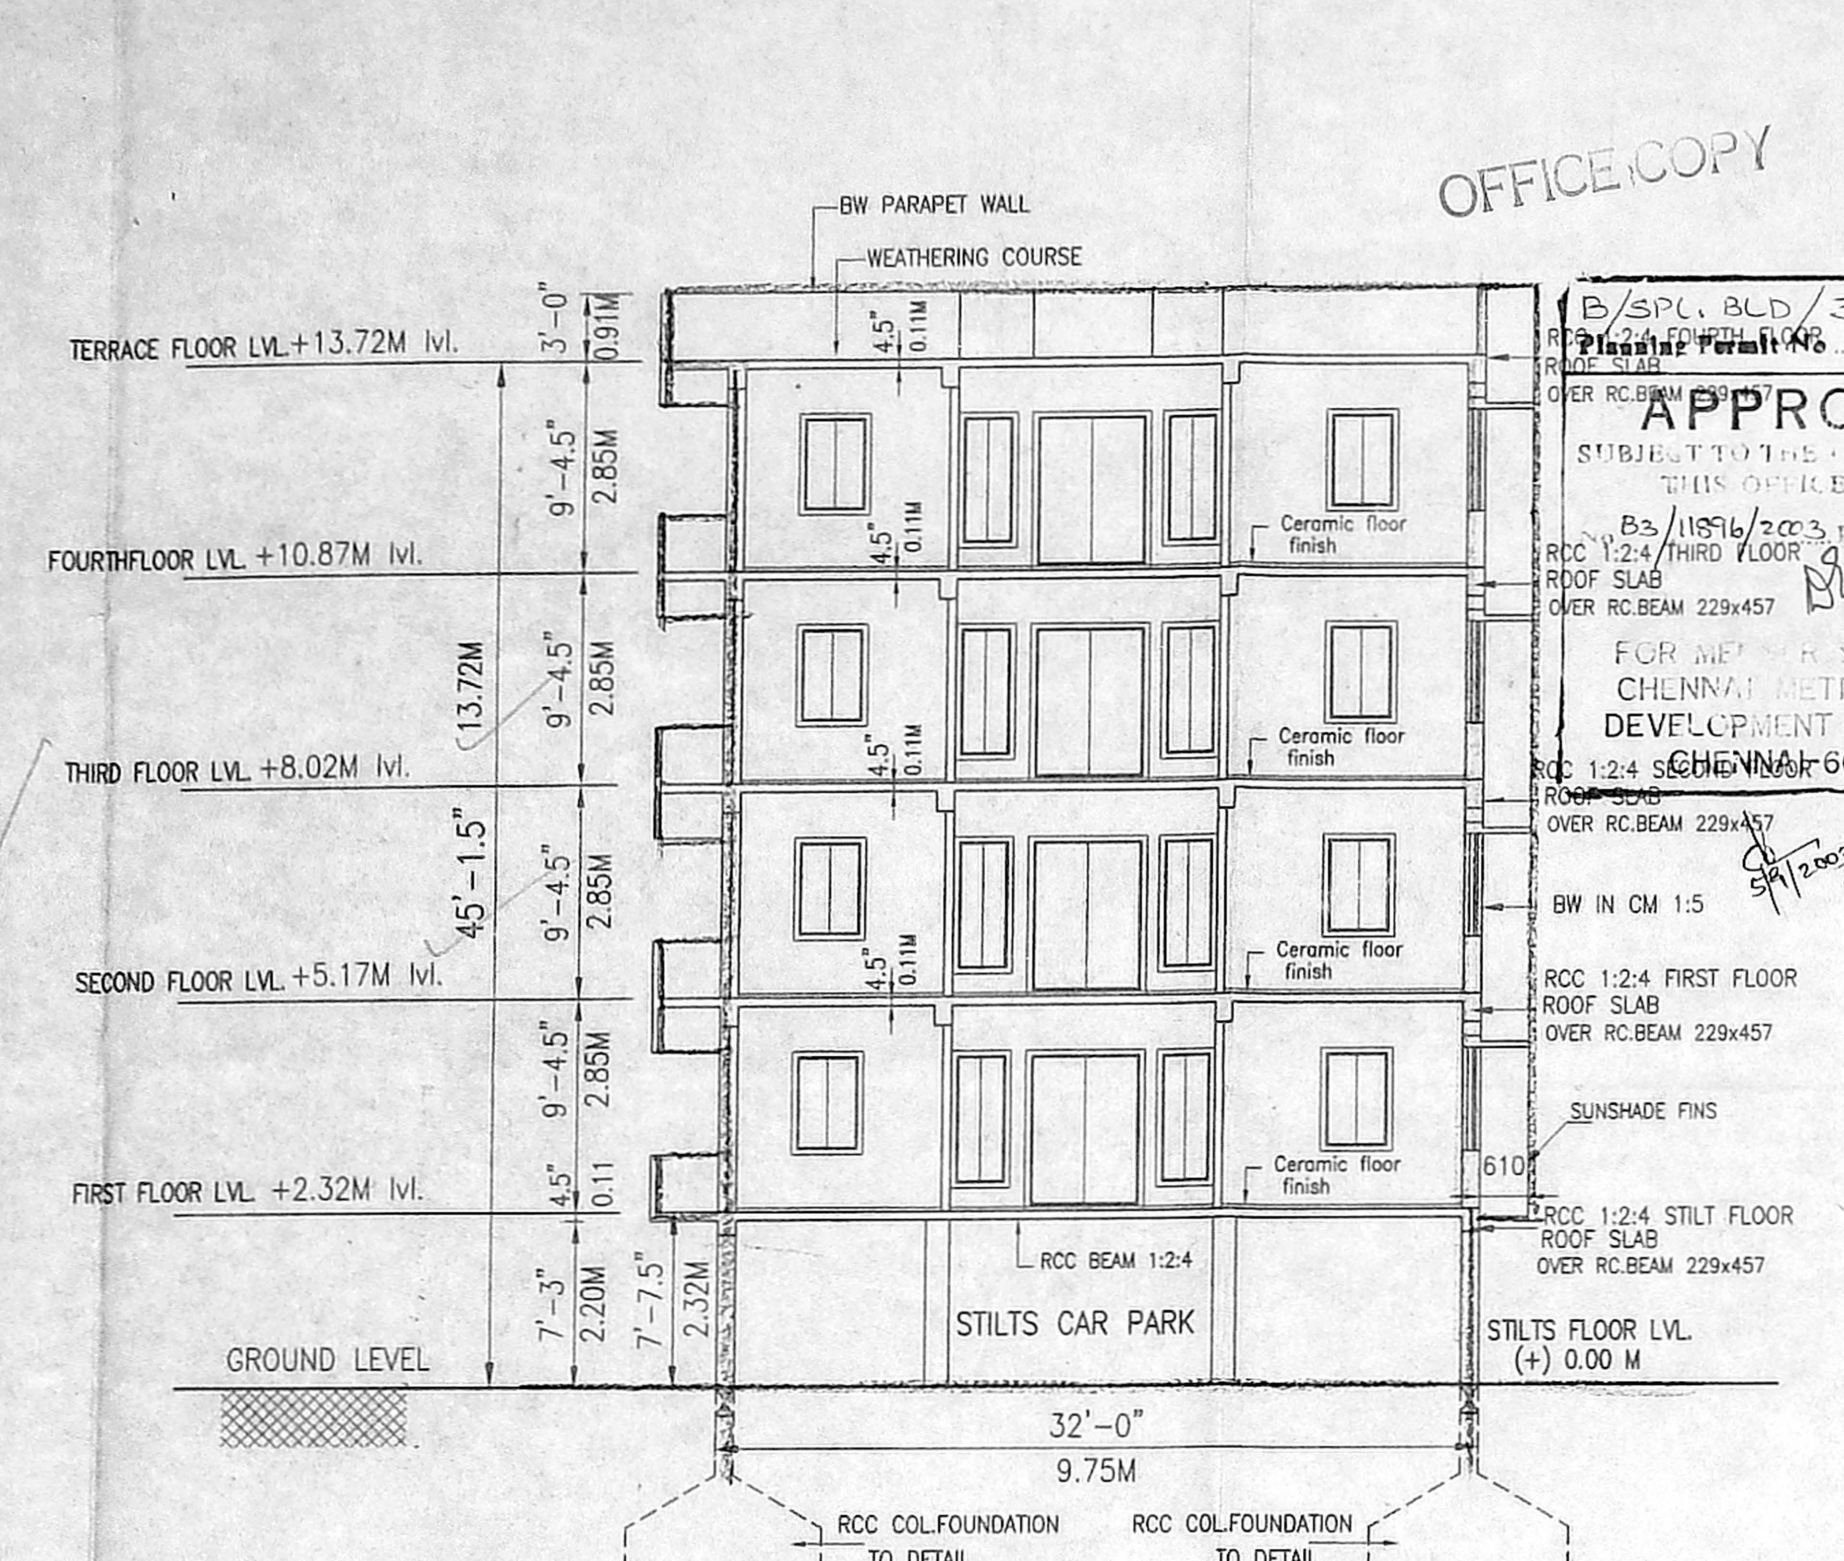 OFFICE COPY
BW PARAPET WALL
WEATHERING COURSE
B/SPL. BLD /
Planning Permit No
RCC 1:2:4 FOURTH FLOOR
ROOF SLAB
OVER RC.BEAM 229x457
TERRACE FLOOR LVL.+13.72M lvl.
3'-0"
0.91M
4.5"
0.11M
APPRO
SUBJECT TO THE
THIS OFFICE
No B3/11896/2003
9'-4.5"
2.85M
4.5"
0.11M
Ceramic floor
finish
FOURTHFLOOR LVL. +10.87M lvl.
RCC 1:2:4 THIRD FLOOR
ROOF SLAB
OVER RC.BEAM 229x457
FOR
CHENNAI
DEVELOPMENT
CHENNAI-6
13.72M
45'-1.5"
9'-4.5"
2.85M
4.5"
0.11M
Ceramic floor
finish
THIRD FLOOR LVL. +8.02M lvl.
RCC 1:2:4 SECOND FLOOR
ROOF SLAB
OVER RC.BEAM 229x457
5/9/2003
9'-4.5"
2.85M
BW IN CM 1:5
4.5"
0.11M
Ceramic floor
finish
SECOND FLOOR LVL. +5.17M lvl.
RCC 1:2:4 FIRST FLOOR
ROOF SLAB
OVER RC.BEAM 229x457
9'-4.5"
2.85M
SUNSHADE FINS
610
Ceramic floor
finish
4.5"
0.11
FIRST FLOOR LVL. +2.32M lvl.
RCC 1:2:4 STILT FLOOR
ROOF SLAB
OVER RC.BEAM 229x457
RCC BEAM 1:2:4
7'-3"
2.20M
7'-7.5"
2.32M
STILTS CAR PARK
STILTS FLOOR LVL.
(+) 0.00 M
GROUND LEVEL
32'-0"
9.75M
RCC COL.FOUNDATION
TO DETAIL
RCC COL.FOUNDATION
TO DETAIL